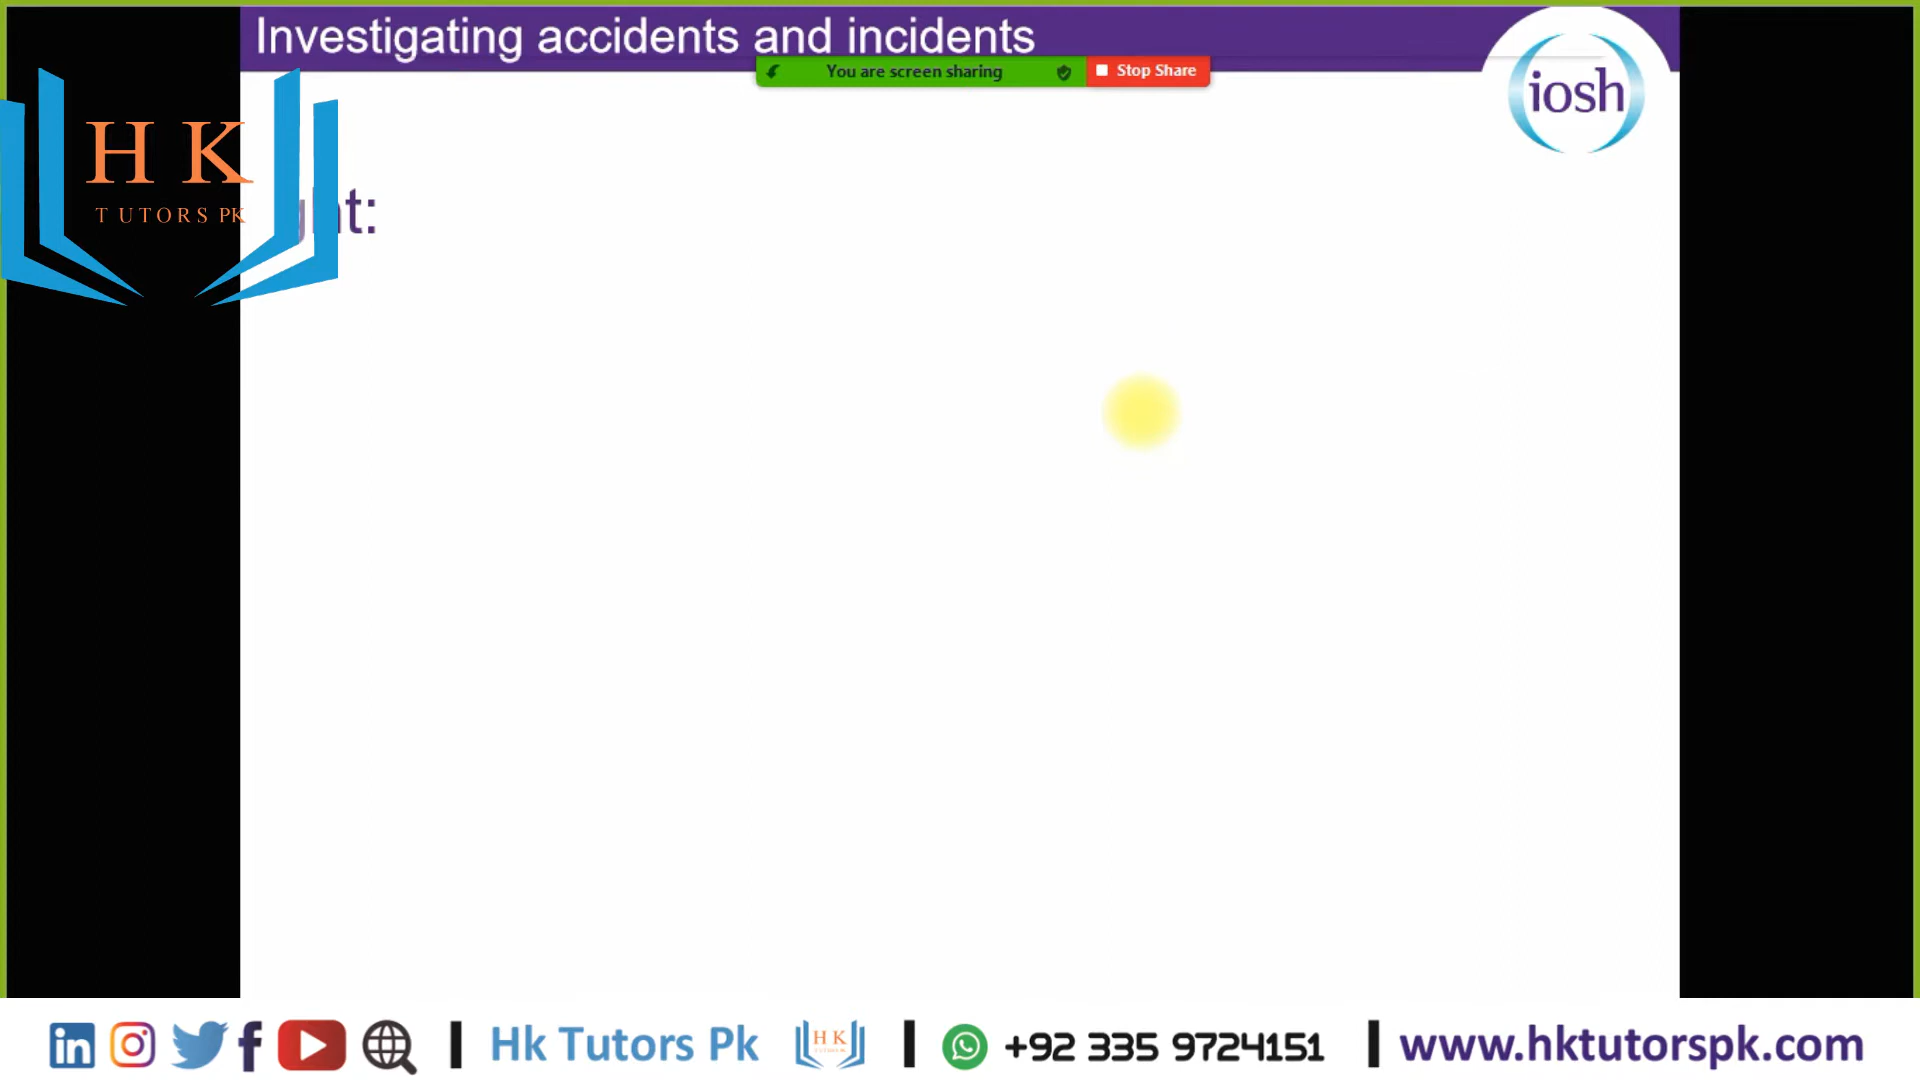 Investigating accidents and incidents
You are screen sharing
Stop Share
iosh
H K
TUTORS PK
Hk Tutors Pk
H K
+92 335 9724151
www.hktutorspk.com